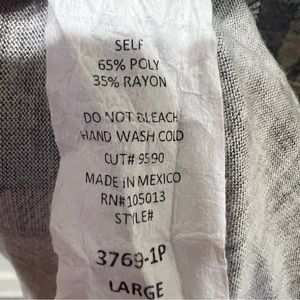 SELF
65% POLY
35% RAYON
DO NOT BLEACH
HAND WASH COLD
CUT# 9590
MADE IN MEXICO
RN#105013
STYLE#
3769-1P
LARGE